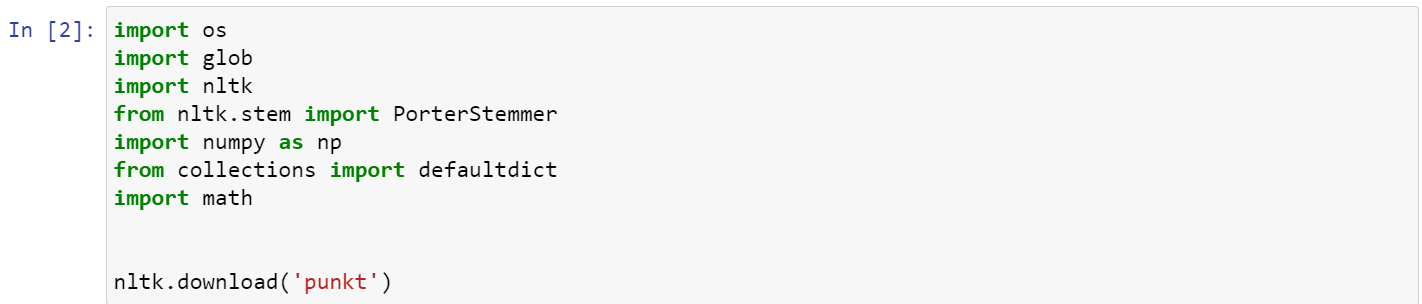 In [2]: import os
import glob
import nltk
from nltk.stem import PorterStemmer
import numpy as np
from collections import defaultdict
import math
nltk.download('punkt')